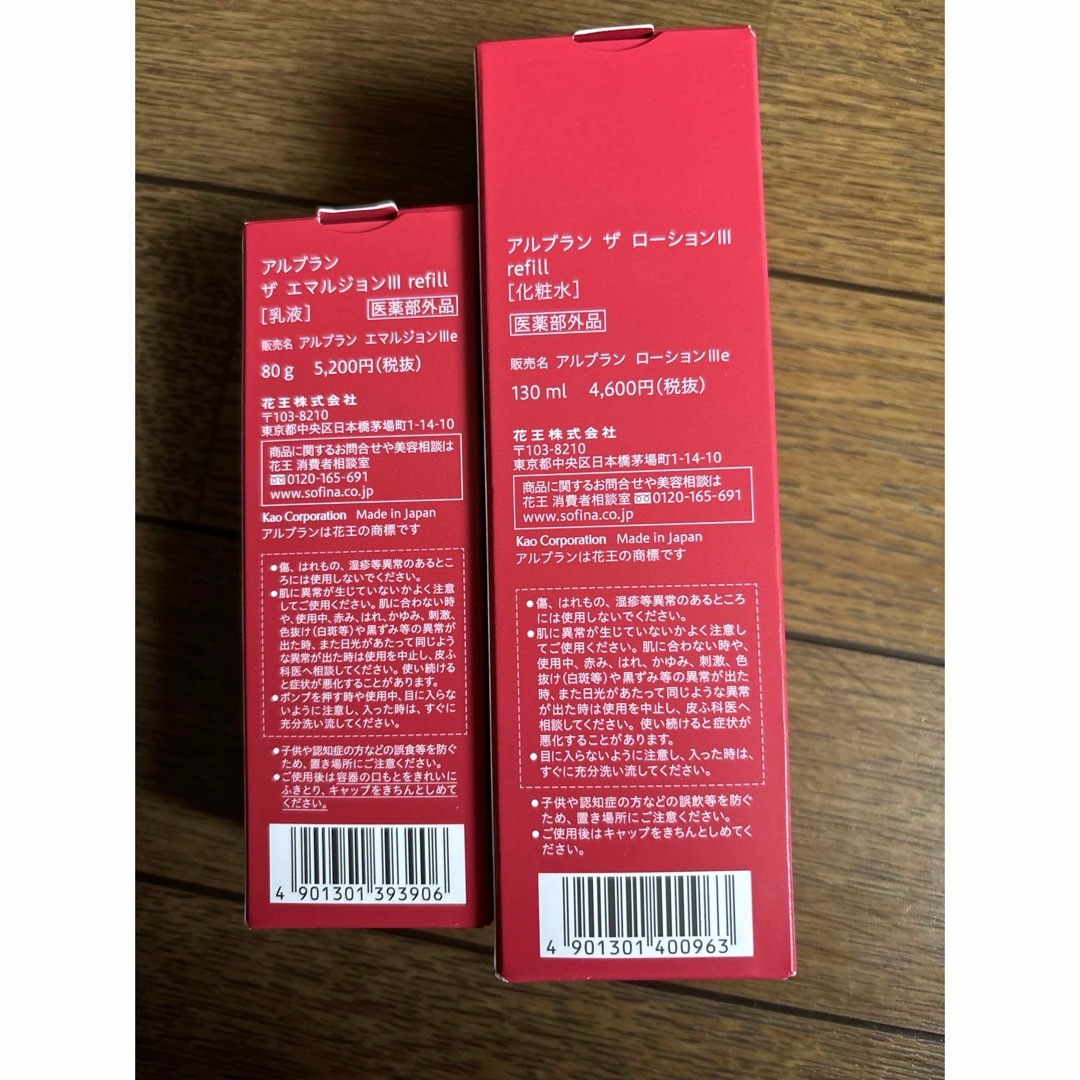 アルブラン
ザ エマルジョンIII refill
[乳液] 医薬部外品
販売名 アルブラン エマルジョンIIIe
80g 5,200円(税抜)
花王株式会社
〒103-8210
東京都中央区日本橋茅場町1-14-10
商品に関するお問合せや美容相談は
花王 消費者相談室
0120-165-691
www.sofina.co.jp
Kao Corporation Made in Japan
アルブランは花王の商標です
●傷、はれもの、湿疹等異常のあるとこ
ろには使用しないでください。
●肌に異常が生じていないかよく注意
してご使用ください。肌に合わない時
や、使用中、赤み、はれ、かゆみ、刺激、
色抜け(白斑等)や黒ずみ等の異常が
出た時、また日光があたって同じよう
な異常が出た時は使用を中止し、皮ふ
科医へ相談してください。使い続ける
と症状が悪化することがあります。
●ポンプを押す時や使用中、目に入らな
いように注意し、入った時は、すぐに
充分洗い流してください。
●子供や認知症の方などの誤食等を防ぐ
ため、置き場所にご注意ください。
●ご使用後は容器の口もとをきれいに
ふきとり、キャップをきちんとしめて
ください。
4 901301 393906
アルブラン ザ ローションIII
refill
[化粧水]
医薬部外品
販売名 アルブラン ローションIIIe
130 ml 4,600円(税抜)
花王株式会社
〒103-8210
東京都中央区日本橋茅場町1-14-10
商品に関するお問合せや美容相談は
花王 消費者相談室 0120-165-691
www.sofina.co.jp
Kao Corporation Made in Japan
アルブランは花王の商標です
●傷、はれもの、湿疹等異常のあるところ
には使用しないでください。
●肌に異常が生じていないかよく注意し
てご使用ください。肌に合わない時や、
使用中、赤み、はれ、かゆみ、刺激、色
抜け(白斑等)や黒ずみ等の異常が出た
時、また日光があたって同じような異常
が出た時は使用を中止し、皮ふ科医へ
相談してください。使い続けると症状が
悪化することがあります。
●目に入らないように注意し、入った時は、
すぐに充分洗い流してください。
●子供や認知症の方などの誤飲等を防ぐ
ため、置き場所にご注意ください。
●ご使用後はキャップをきちんとしめてく
ださい。
4 901301 400963